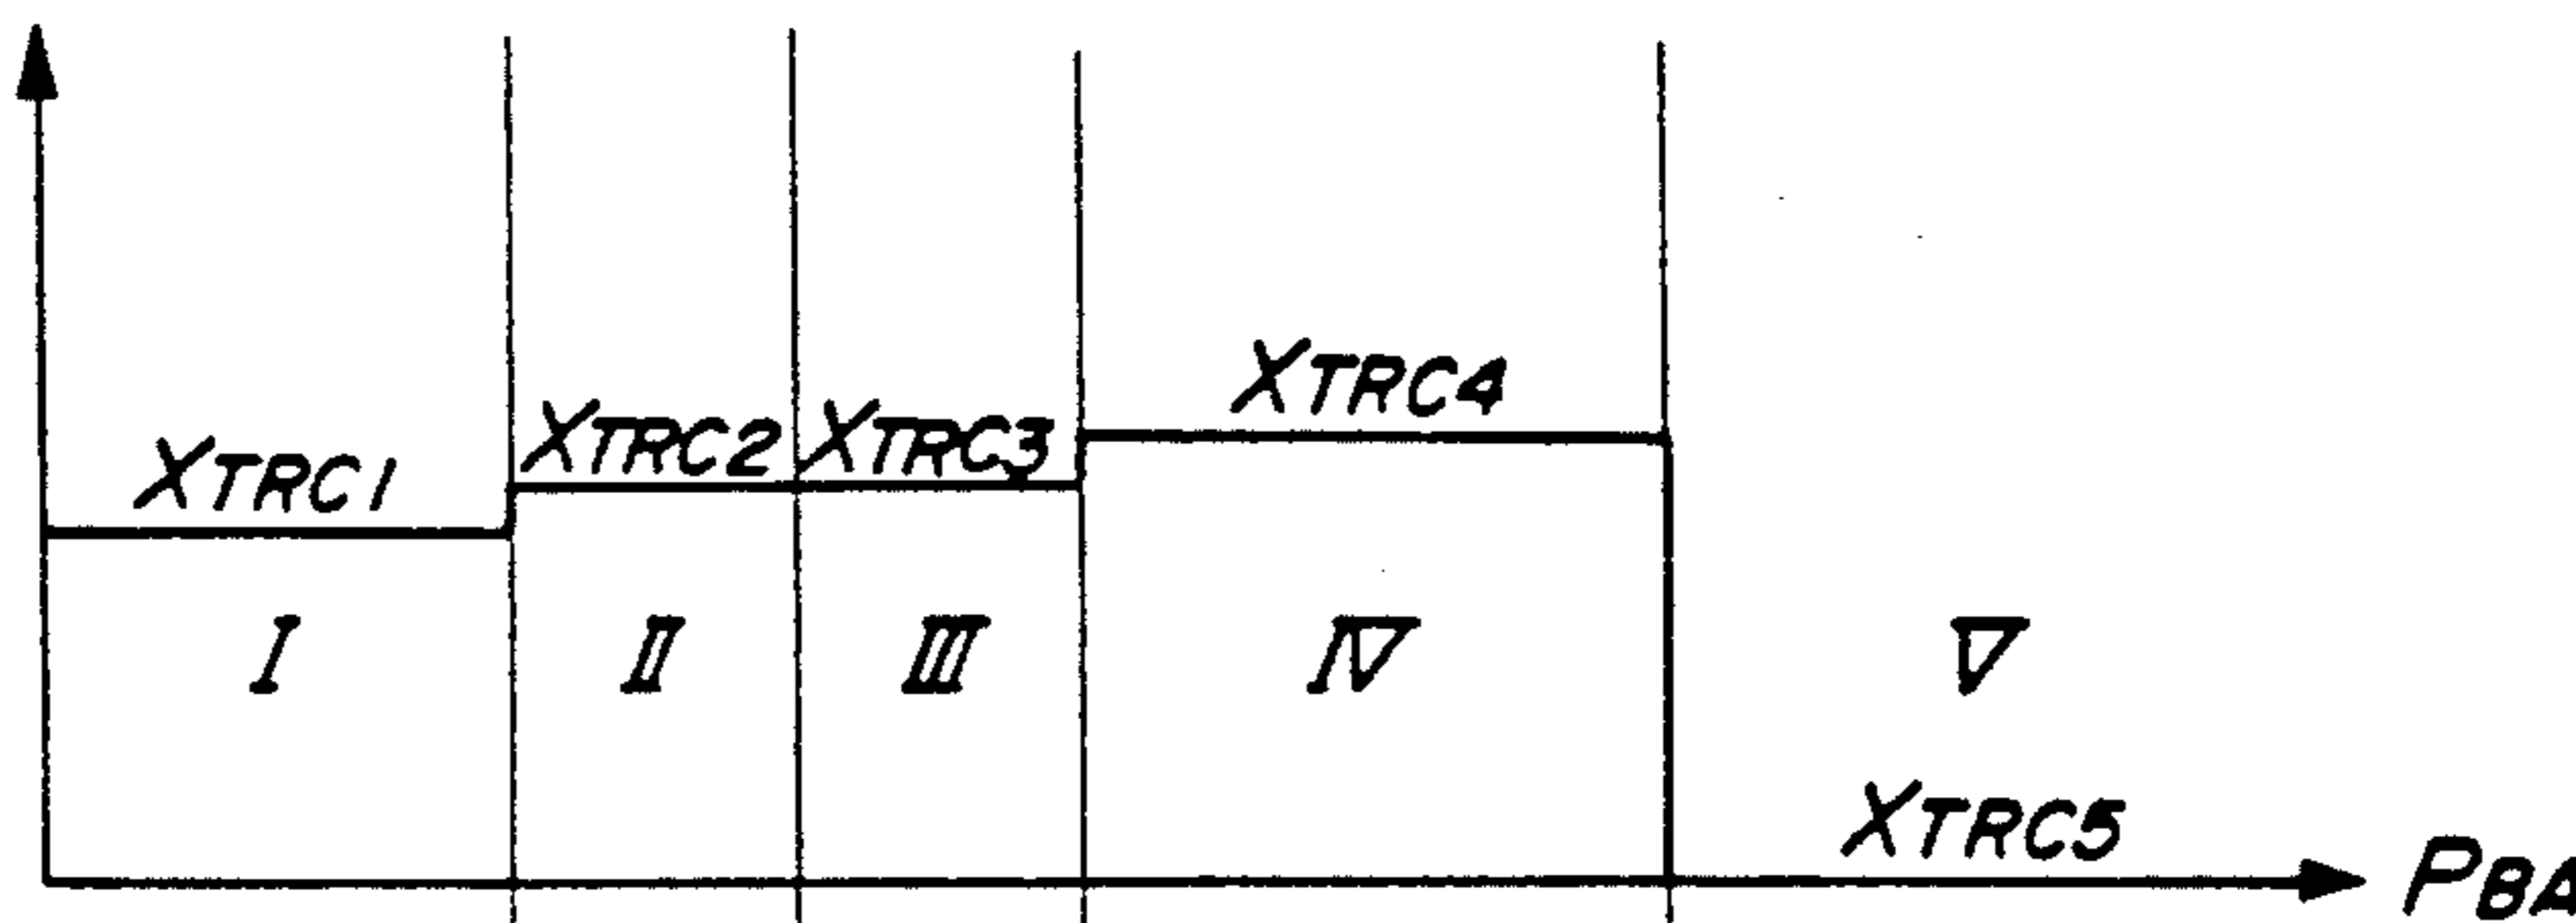 XTRC4
XTRC1 XTRC2 XTRC3
I II III IV V
XTRC5
PBA